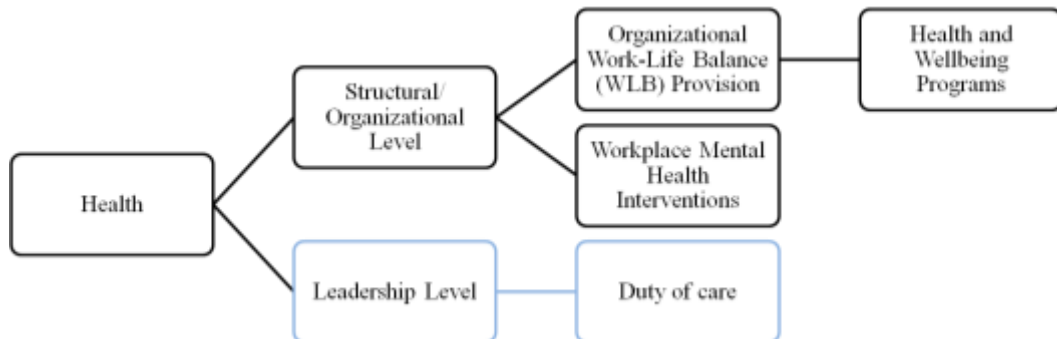 Health
Structural/
Organizational
Level
Organizational
Work-Life Balance
(WLB) Provision
Health and
Wellbeing
Programs
Workplace Mental
Health
Interventions
Leadership Level
Duty of care